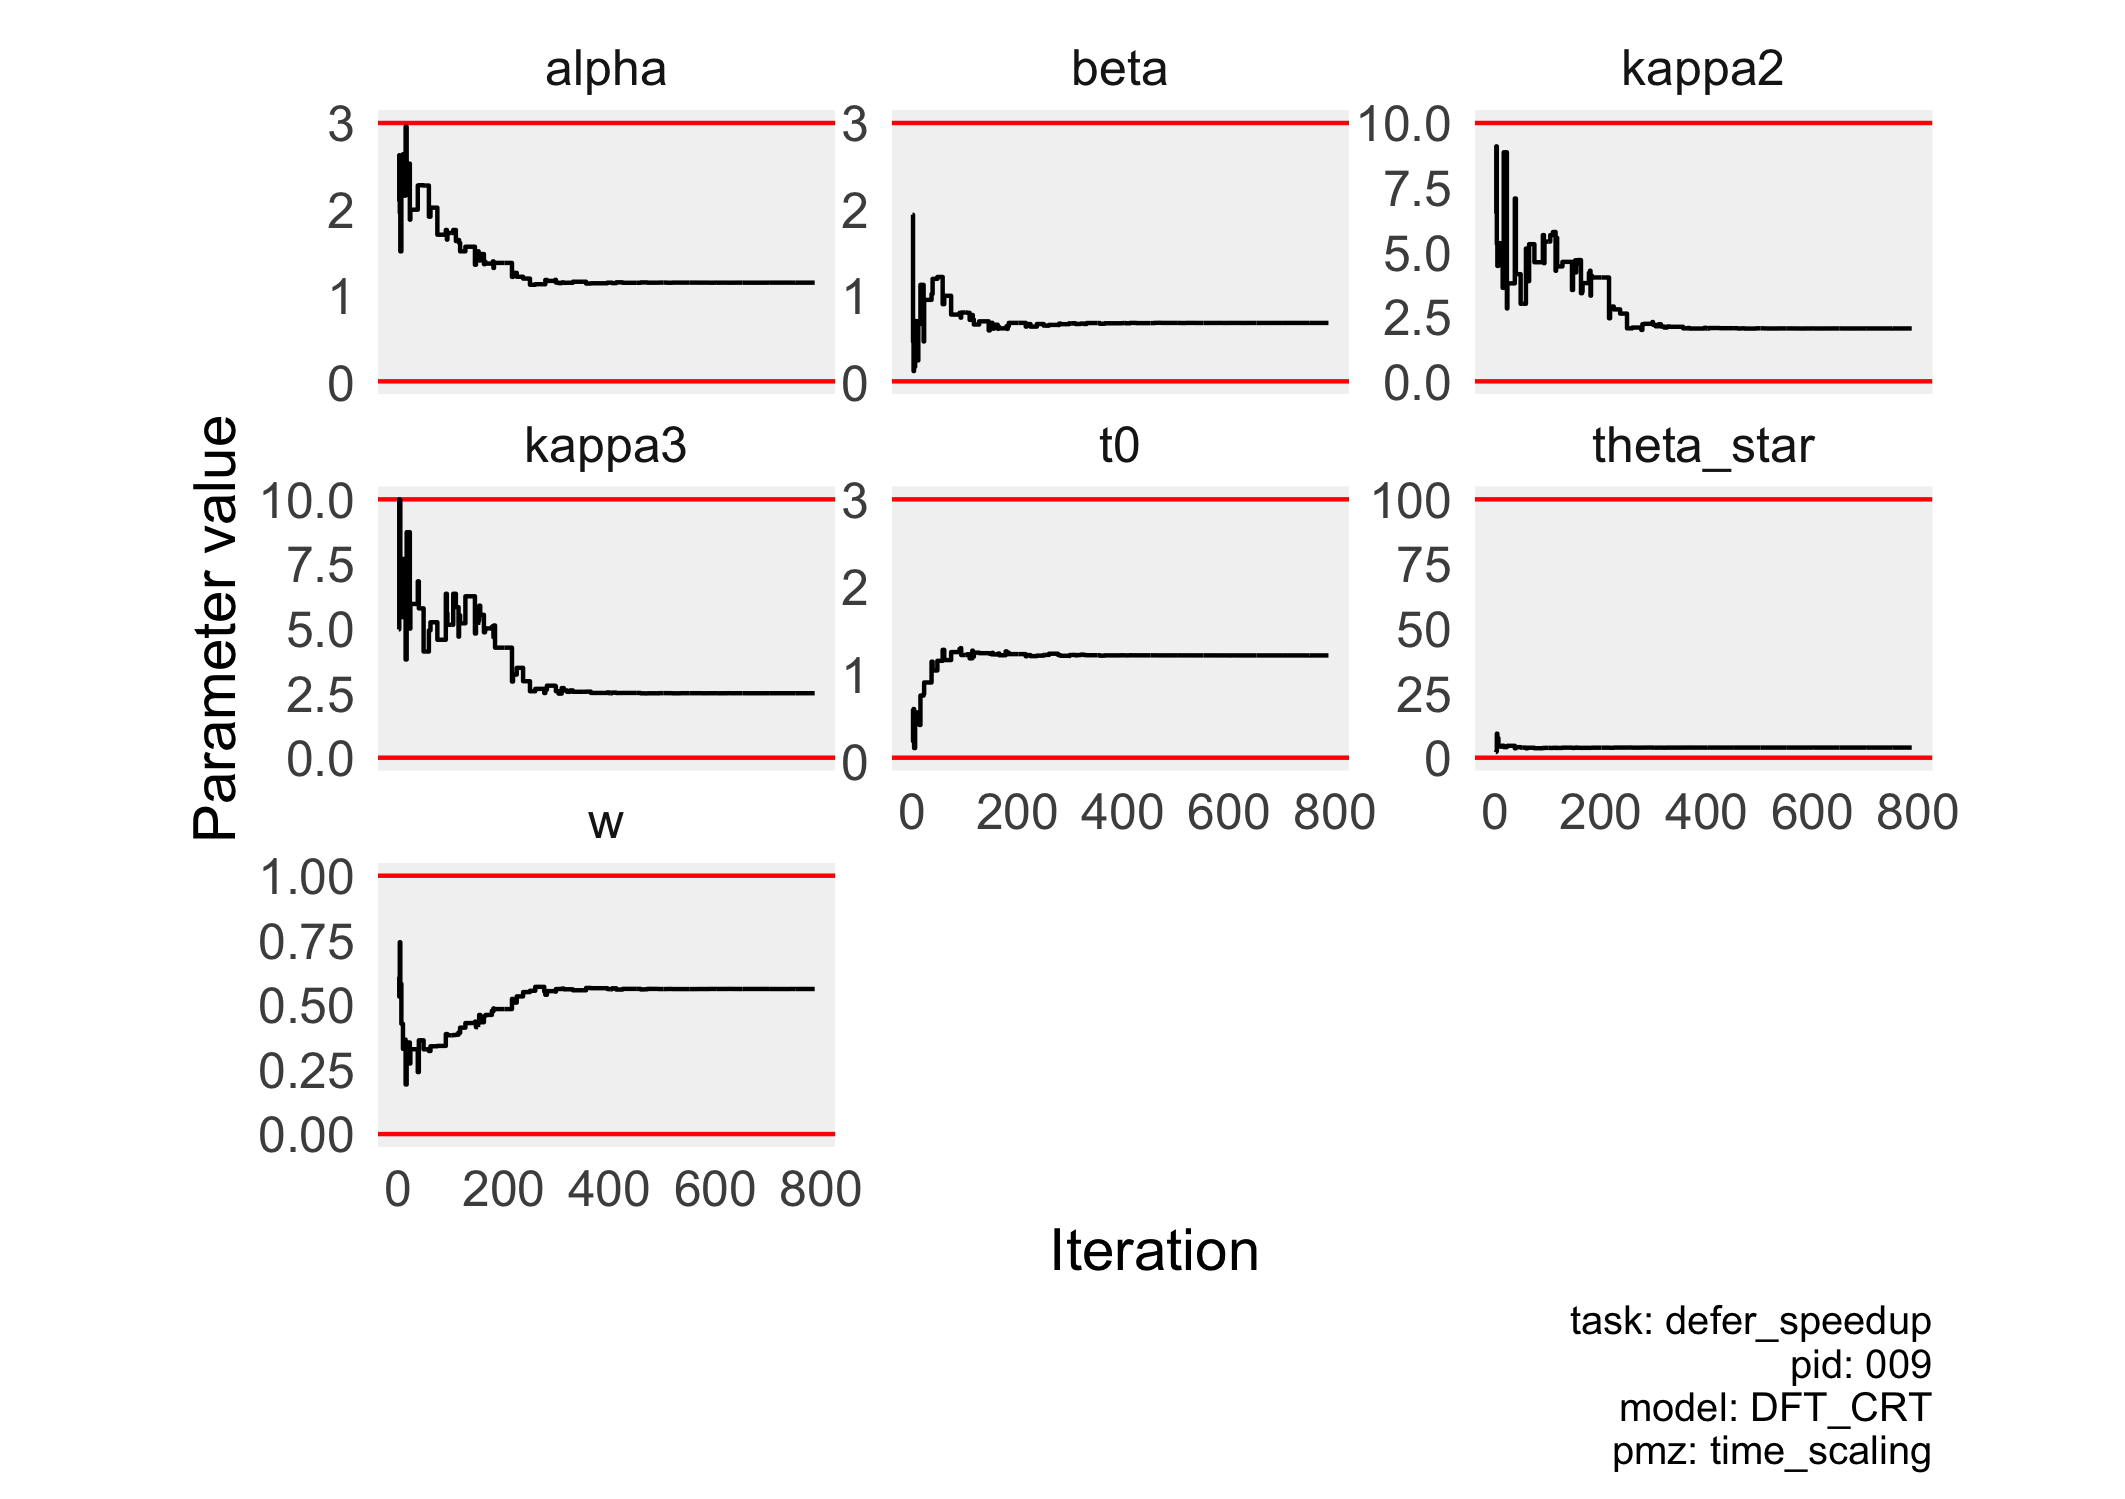 alpha
beta
kappa2
3
2
1
0
3
2
1
0
10.0
7.5
5.0
2.5
0.0
kappa3
t0
theta_star
10.0
7.5
5.0
2.5
0.0
3
2
1
0
100
75
50
25
0
0 200 400 600 800
0 200 400 600 800
w
1.00
0.75
0.50
0.25
0.00
0 200 400 600 800
Parameter value
Iteration
task: defer_speedup
pid: 009
model: DFT_CRT
pmz: time_scaling